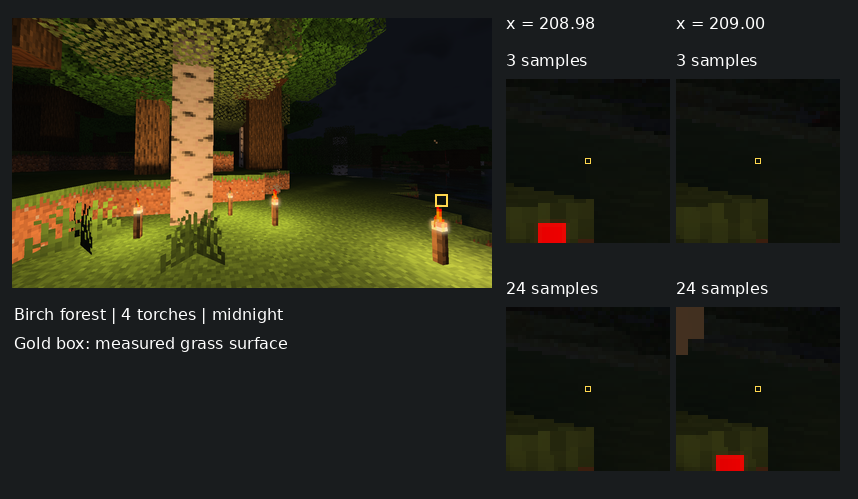 x = 208.98
x = 209.00
3 samples
3 samples
24 samples
24 samples
Birch forest | 4 torches | midnight
Gold box: measured grass surface